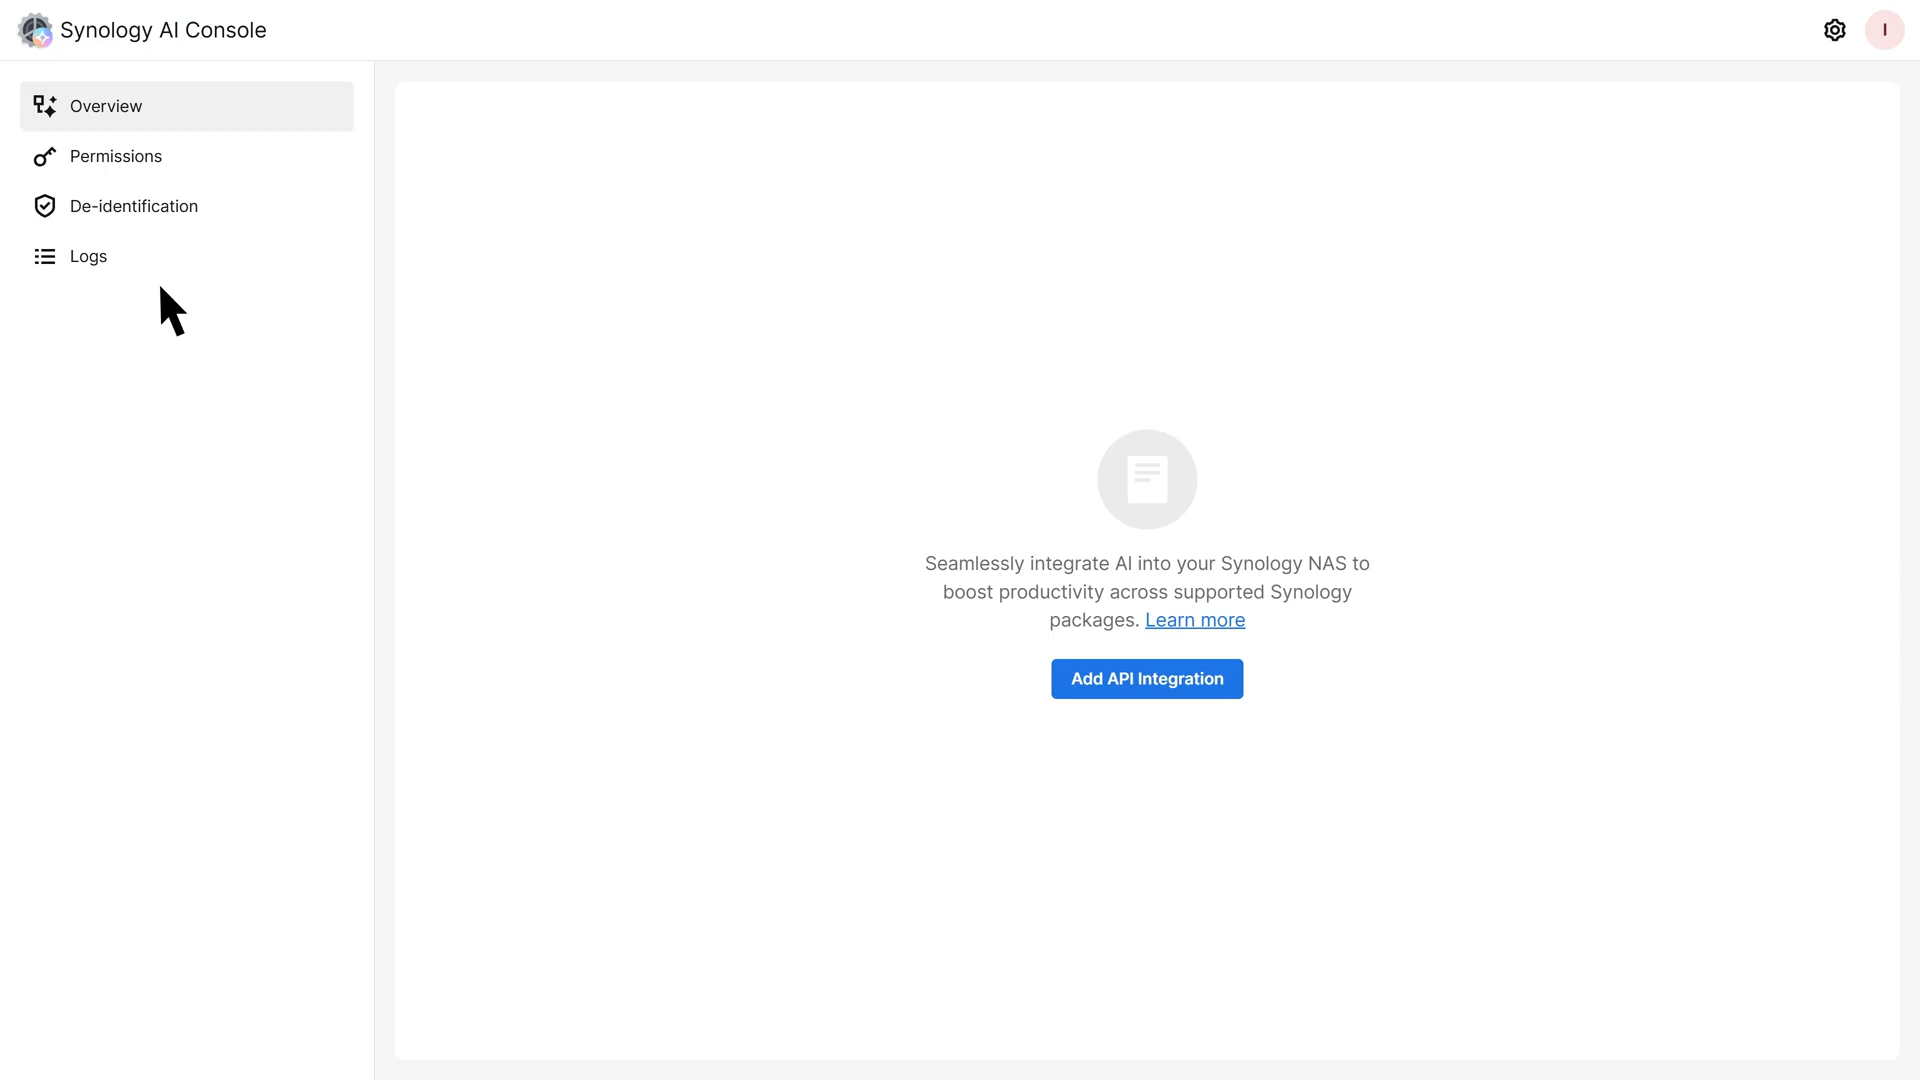 Synology AI Console
I
Overview
Permissions
De-identification
Logs
Seamlessly integrate AI into your Synology NAS to
boost productivity across supported Synology
packages. Learn more
Add API Integration